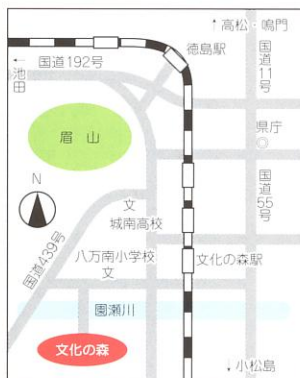 ↑高松・鳴門
徳島駅
国道11号
←池田
国道192号
眉山
県庁
N
国道55号
文
城南高校
国道439号
八万南小学校
文
文化の森駅
園瀬川
文化の森
↓小松島